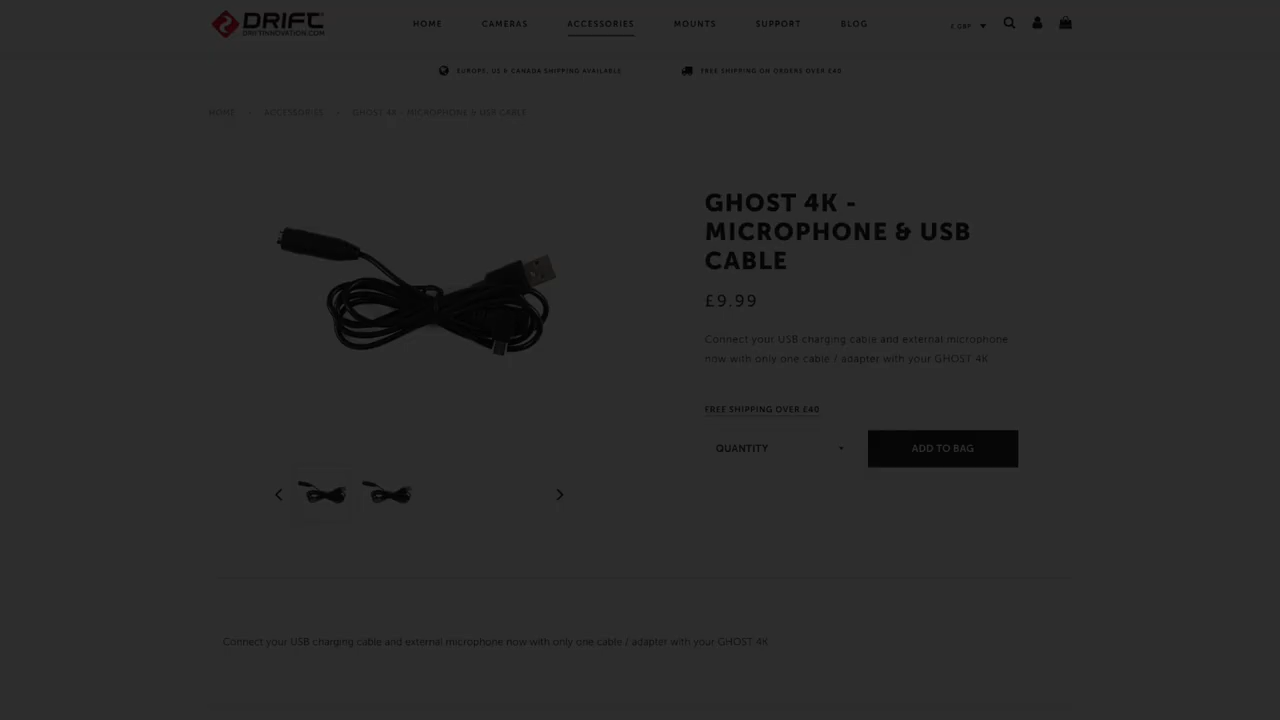 DRIFT
DRIFTINNOVATION.COM
HOME CAMERAS ACCESSORIES MOUNTS SUPPORT BLOG £ GBP
EUROPE, US & CANADA SHIPPING AVAILABLE FREE SHIPPING ON ORDERS OVER £40
HOME ACCESSORIES GHOST 4K - MICROPHONE & USB CABLE
GHOST 4K -
MICROPHONE & USB
CABLE
£9.99
Connect your USB charging cable and external microphone
now with only one cable / adapter with your GHOST 4K
FREE SHIPPING OVER £40
QUANTITY ADD TO BAG
Connect your USB charging cable and external microphone now with only one cable / adapter with your GHOST 4K